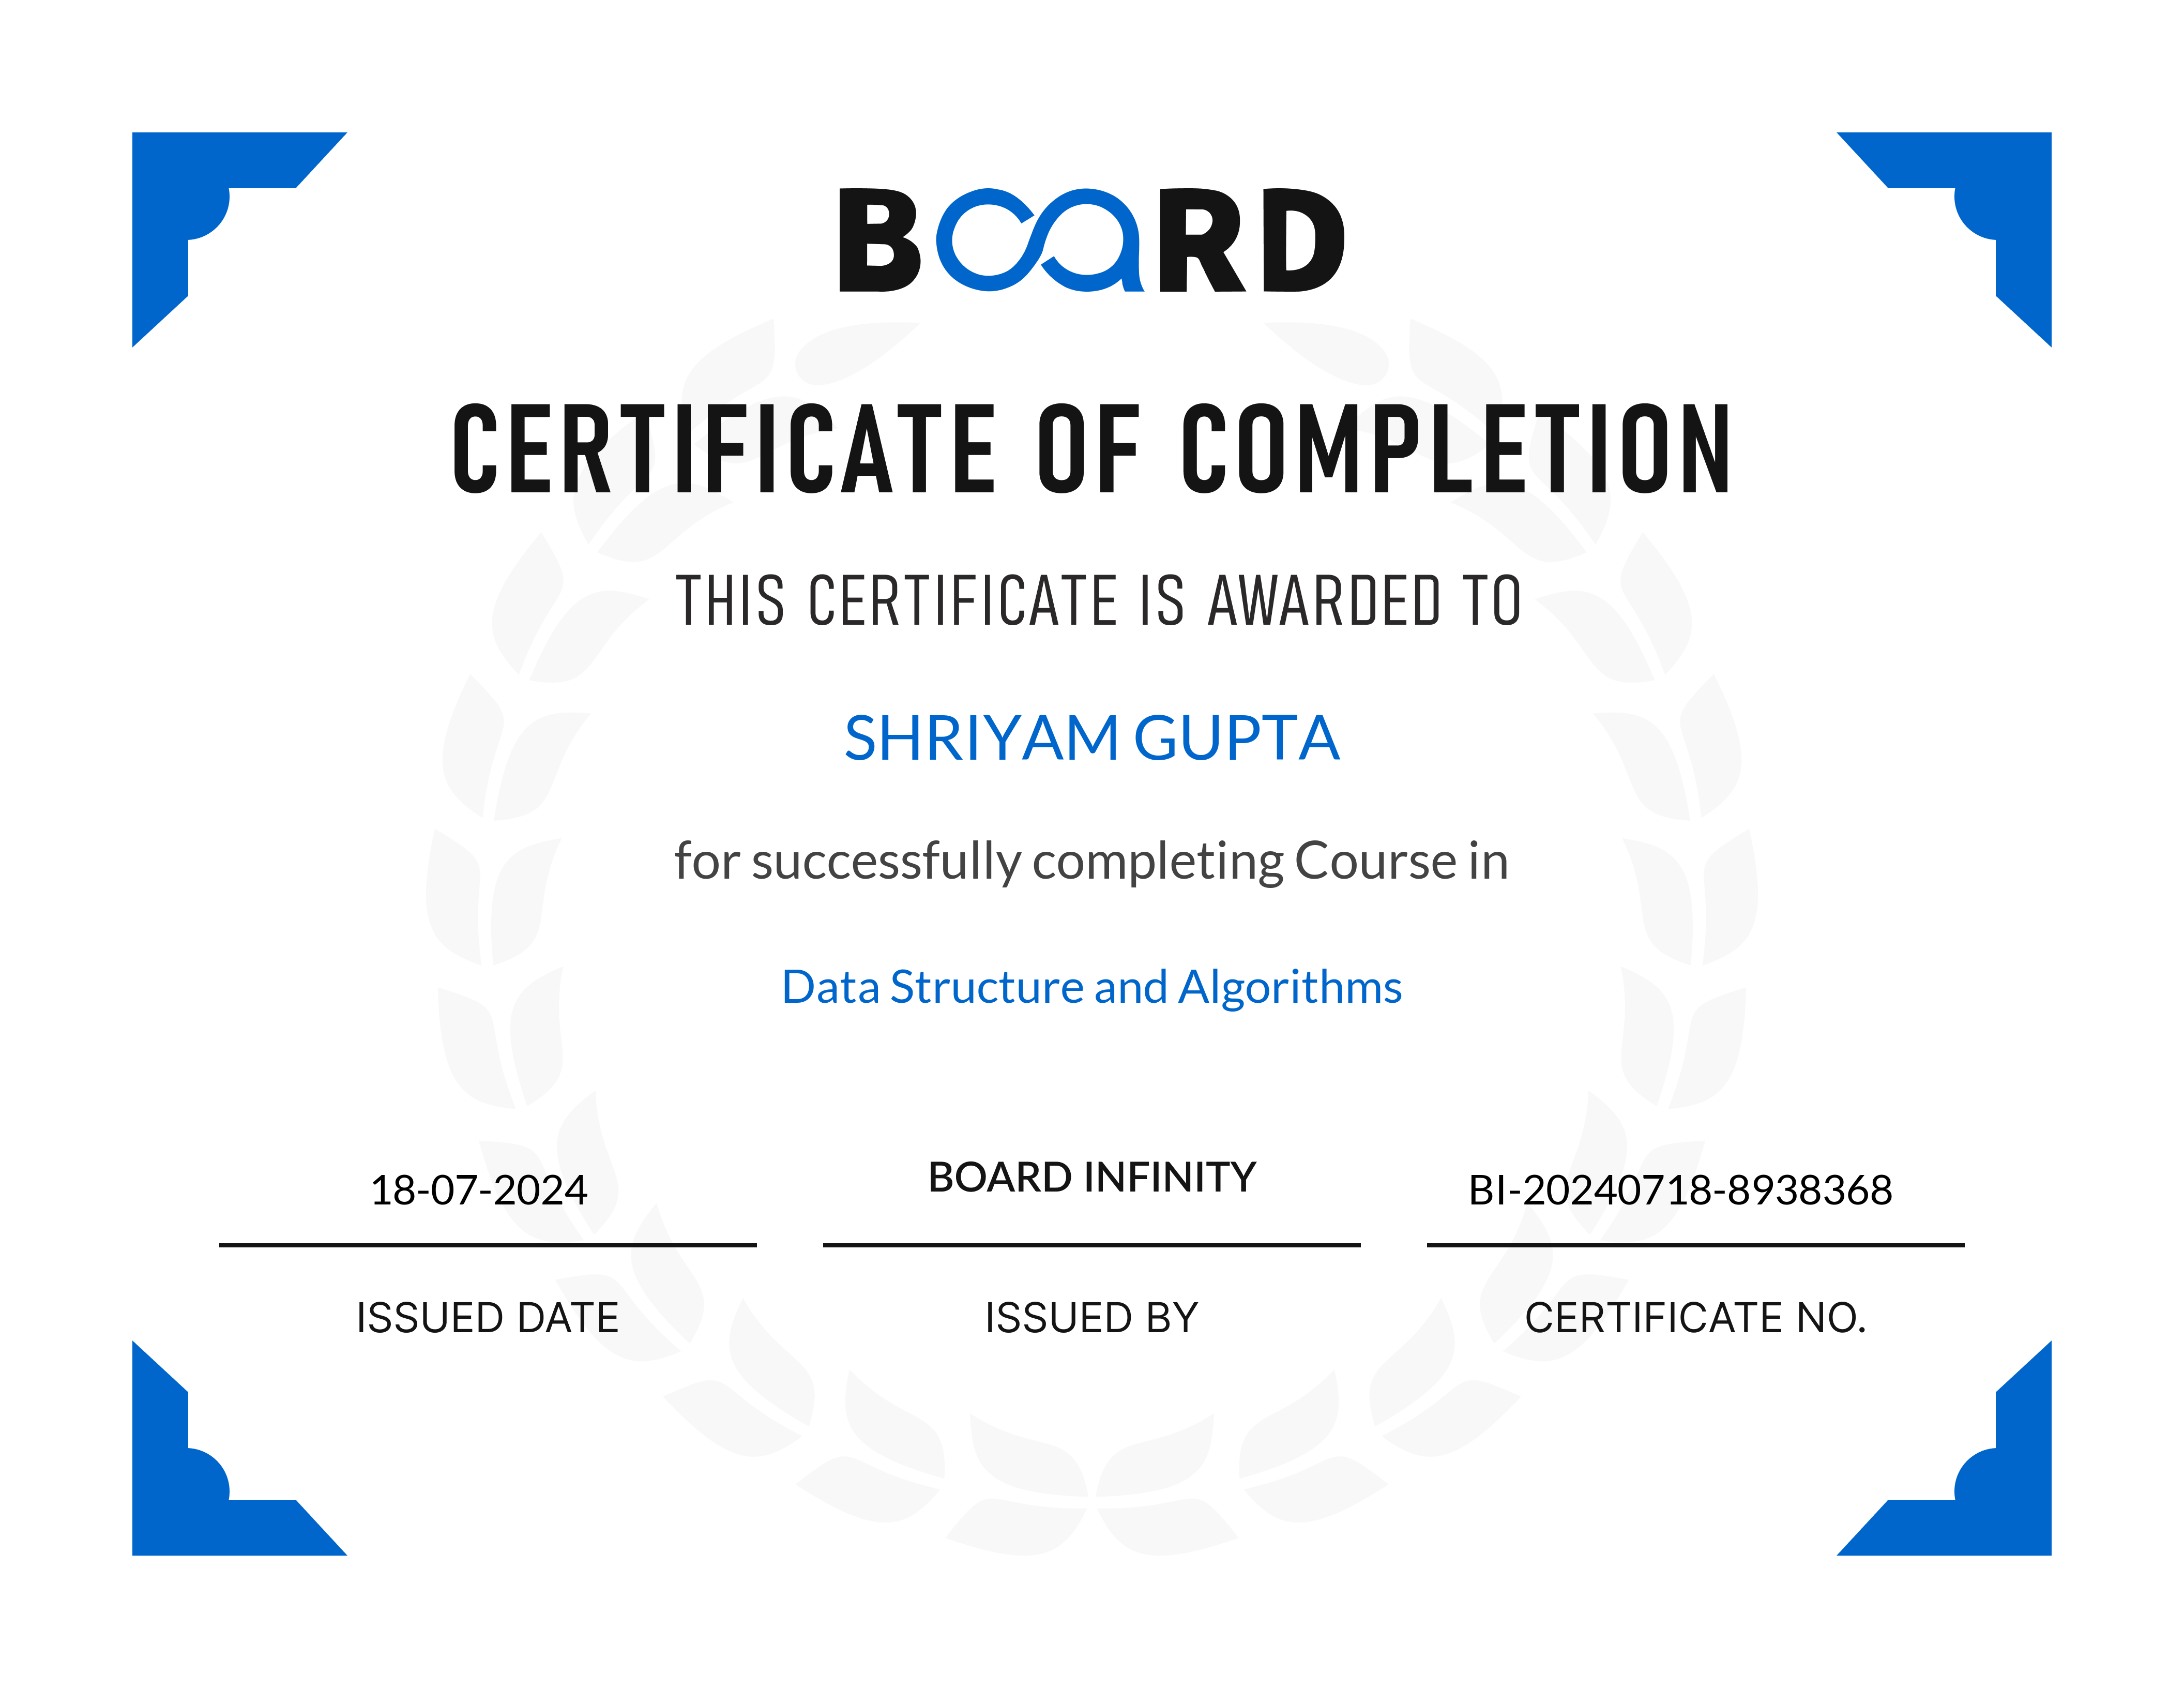 BOARD
CERTIFICATE OF COMPLETION
THIS CERTIFICATE IS AWARDED TO
SHRIYAM GUPTA
for successfully completing Course in
Data Structure and Algorithms
18-07-2024
ISSUED DATE
BOARD INFINITY
ISSUED BY
BI-20240718-8938368
CERTIFICATE NO.